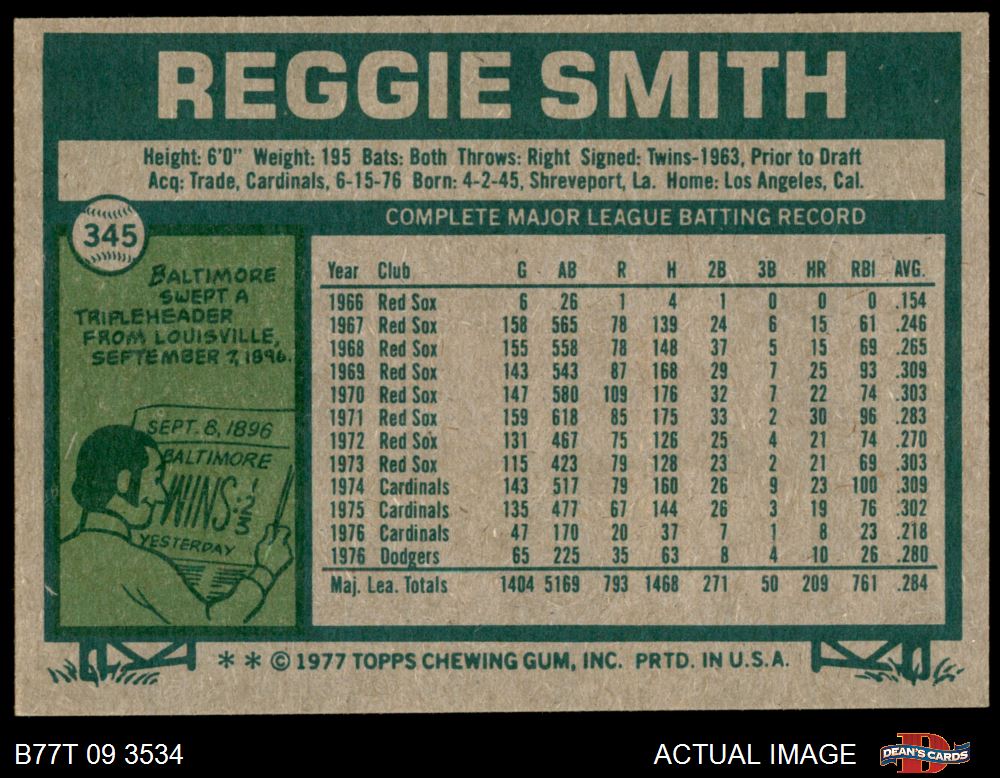 REGGIE SMITH
Height: 6'0" Weight: 195 Bats: Both Throws: Right Signed: Twins-1963, Prior to Draft
Acq: Trade, Cardinals, 6-15-76 Born: 4-2-45, Shreveport, La. Home: Los Angeles, Cal.
345
COMPLETE MAJOR LEAGUE BATTING RECORD
BALTIMORE
SWEPT A
TRIPLEHEADER
FROM LOUISVILLE,
SEPTEMBER 7, 1896.
SEPT. 8, 1896
BALTIMORE
WINS: 1 2 3
YESTERDAY
Year Club G AB R H 2B 3B HR RBI AVG.
1966 Red Sox 6 26 1 4 1 0 0 0 .154
1967 Red Sox 158 565 78 139 24 6 15 61 .246
1968 Red Sox 155 558 78 148 37 5 15 69 .265
1969 Red Sox 143 543 87 168 29 7 25 93 .309
1970 Red Sox 147 580 109 176 32 7 22 74 .303
1971 Red Sox 159 618 85 175 33 2 30 96 .283
1972 Red Sox 131 467 75 126 25 4 21 74 .270
1973 Red Sox 115 423 79 128 23 2 21 69 .303
1974 Cardinals 143 517 79 160 26 9 23 100 .309
1975 Cardinals 135 477 67 144 26 3 19 76 .302
1976 Cardinals 47 170 20 37 7 1 8 23 .218
1976 Dodgers 65 225 35 63 8 4 10 26 .280
Maj. Lea. Totals 1404 5169 793 1468 271 50 209 761 .284
* * © 1977 TOPPS CHEWING GUM, INC. PRTD. IN U.S.A.
B77T 09 3534
ACTUAL IMAGE
D
DEAN'S CARDS